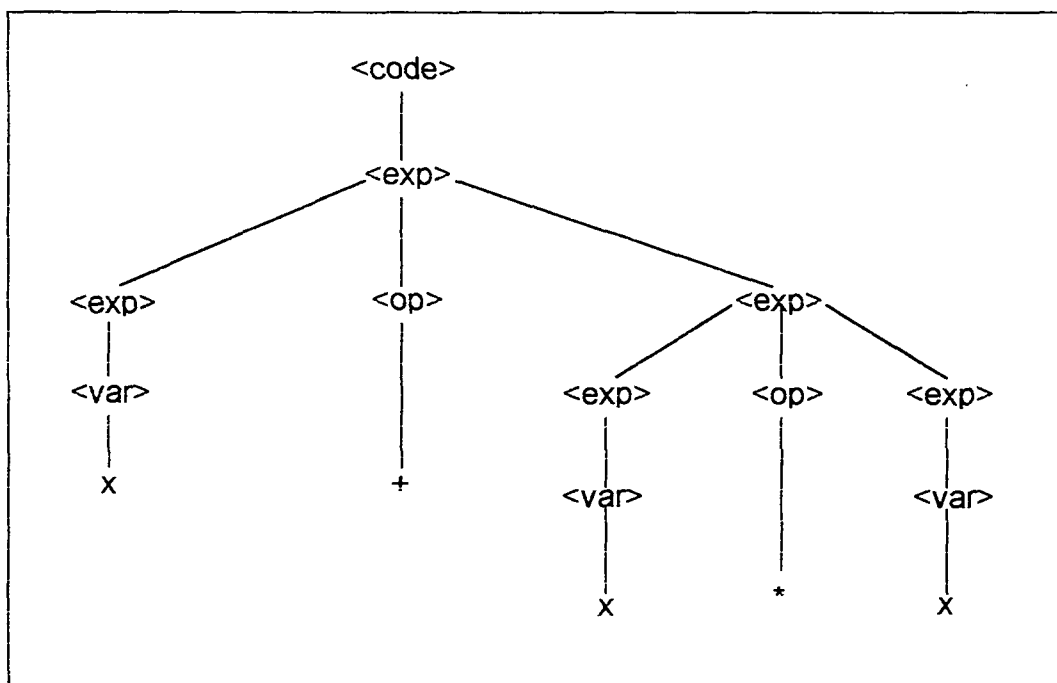 <code>
<exp>
<exp> <op> <exp>
<var> <exp> <op> <exp>
x + <var> <var>
x * x